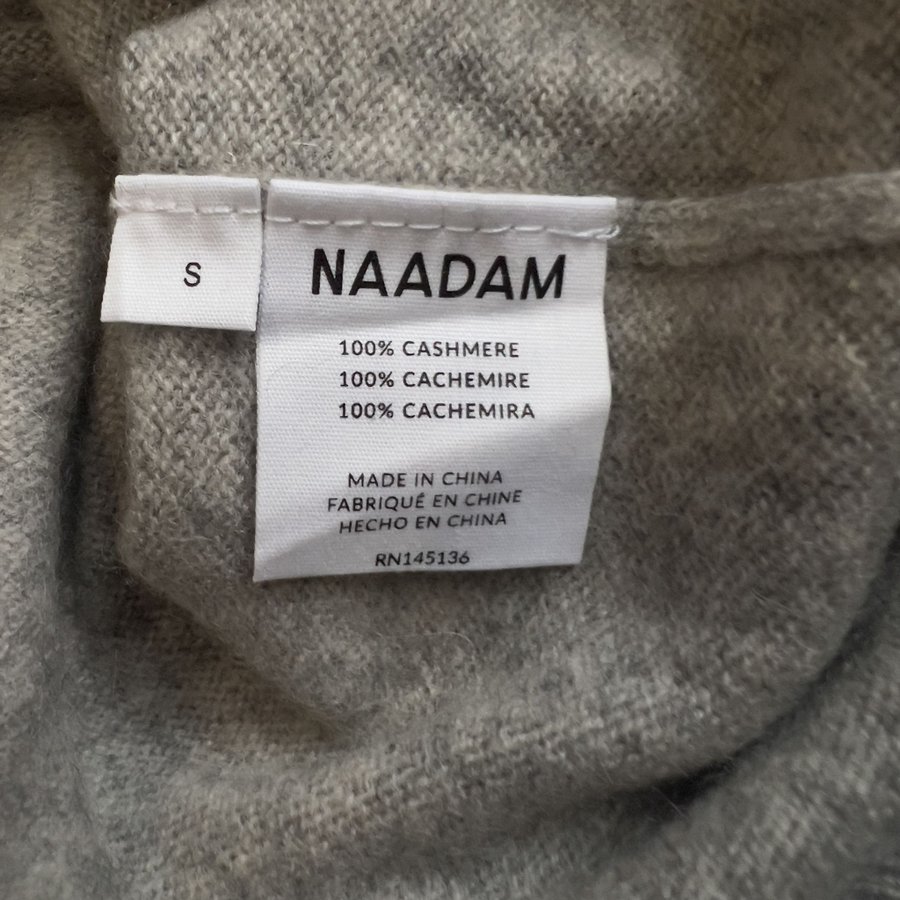 S
NAADAM
100% CASHMERE
100% CACHEMIRE
100% CACHEMIRA
MADE IN CHINA
FABRIQUÉ EN CHINE
HECHO EN CHINA
RN145136